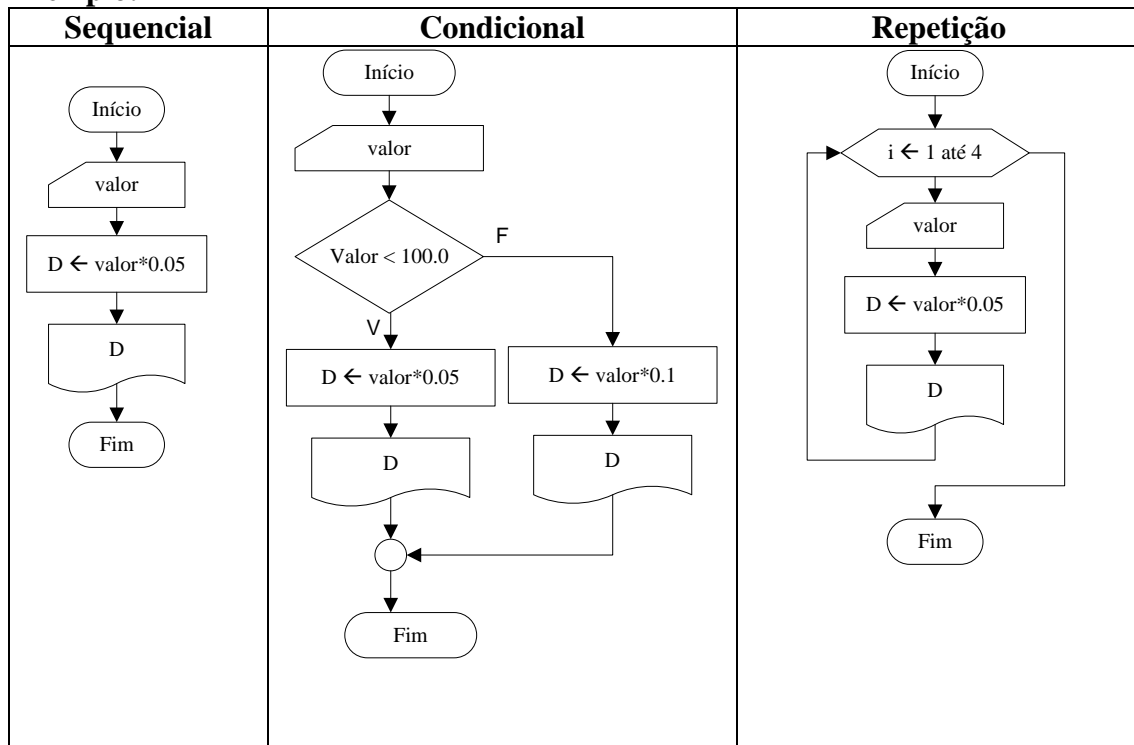 Sequencial
Condicional
Repetição
Início
valor
D ← valor*0.05
D
Fim
Início
valor
Valor < 100.0
F
V
D ← valor*0.05
D ← valor*0.1
D
D
Fim
Início
i ← 1 até 4
valor
D ← valor*0.05
D
Fim